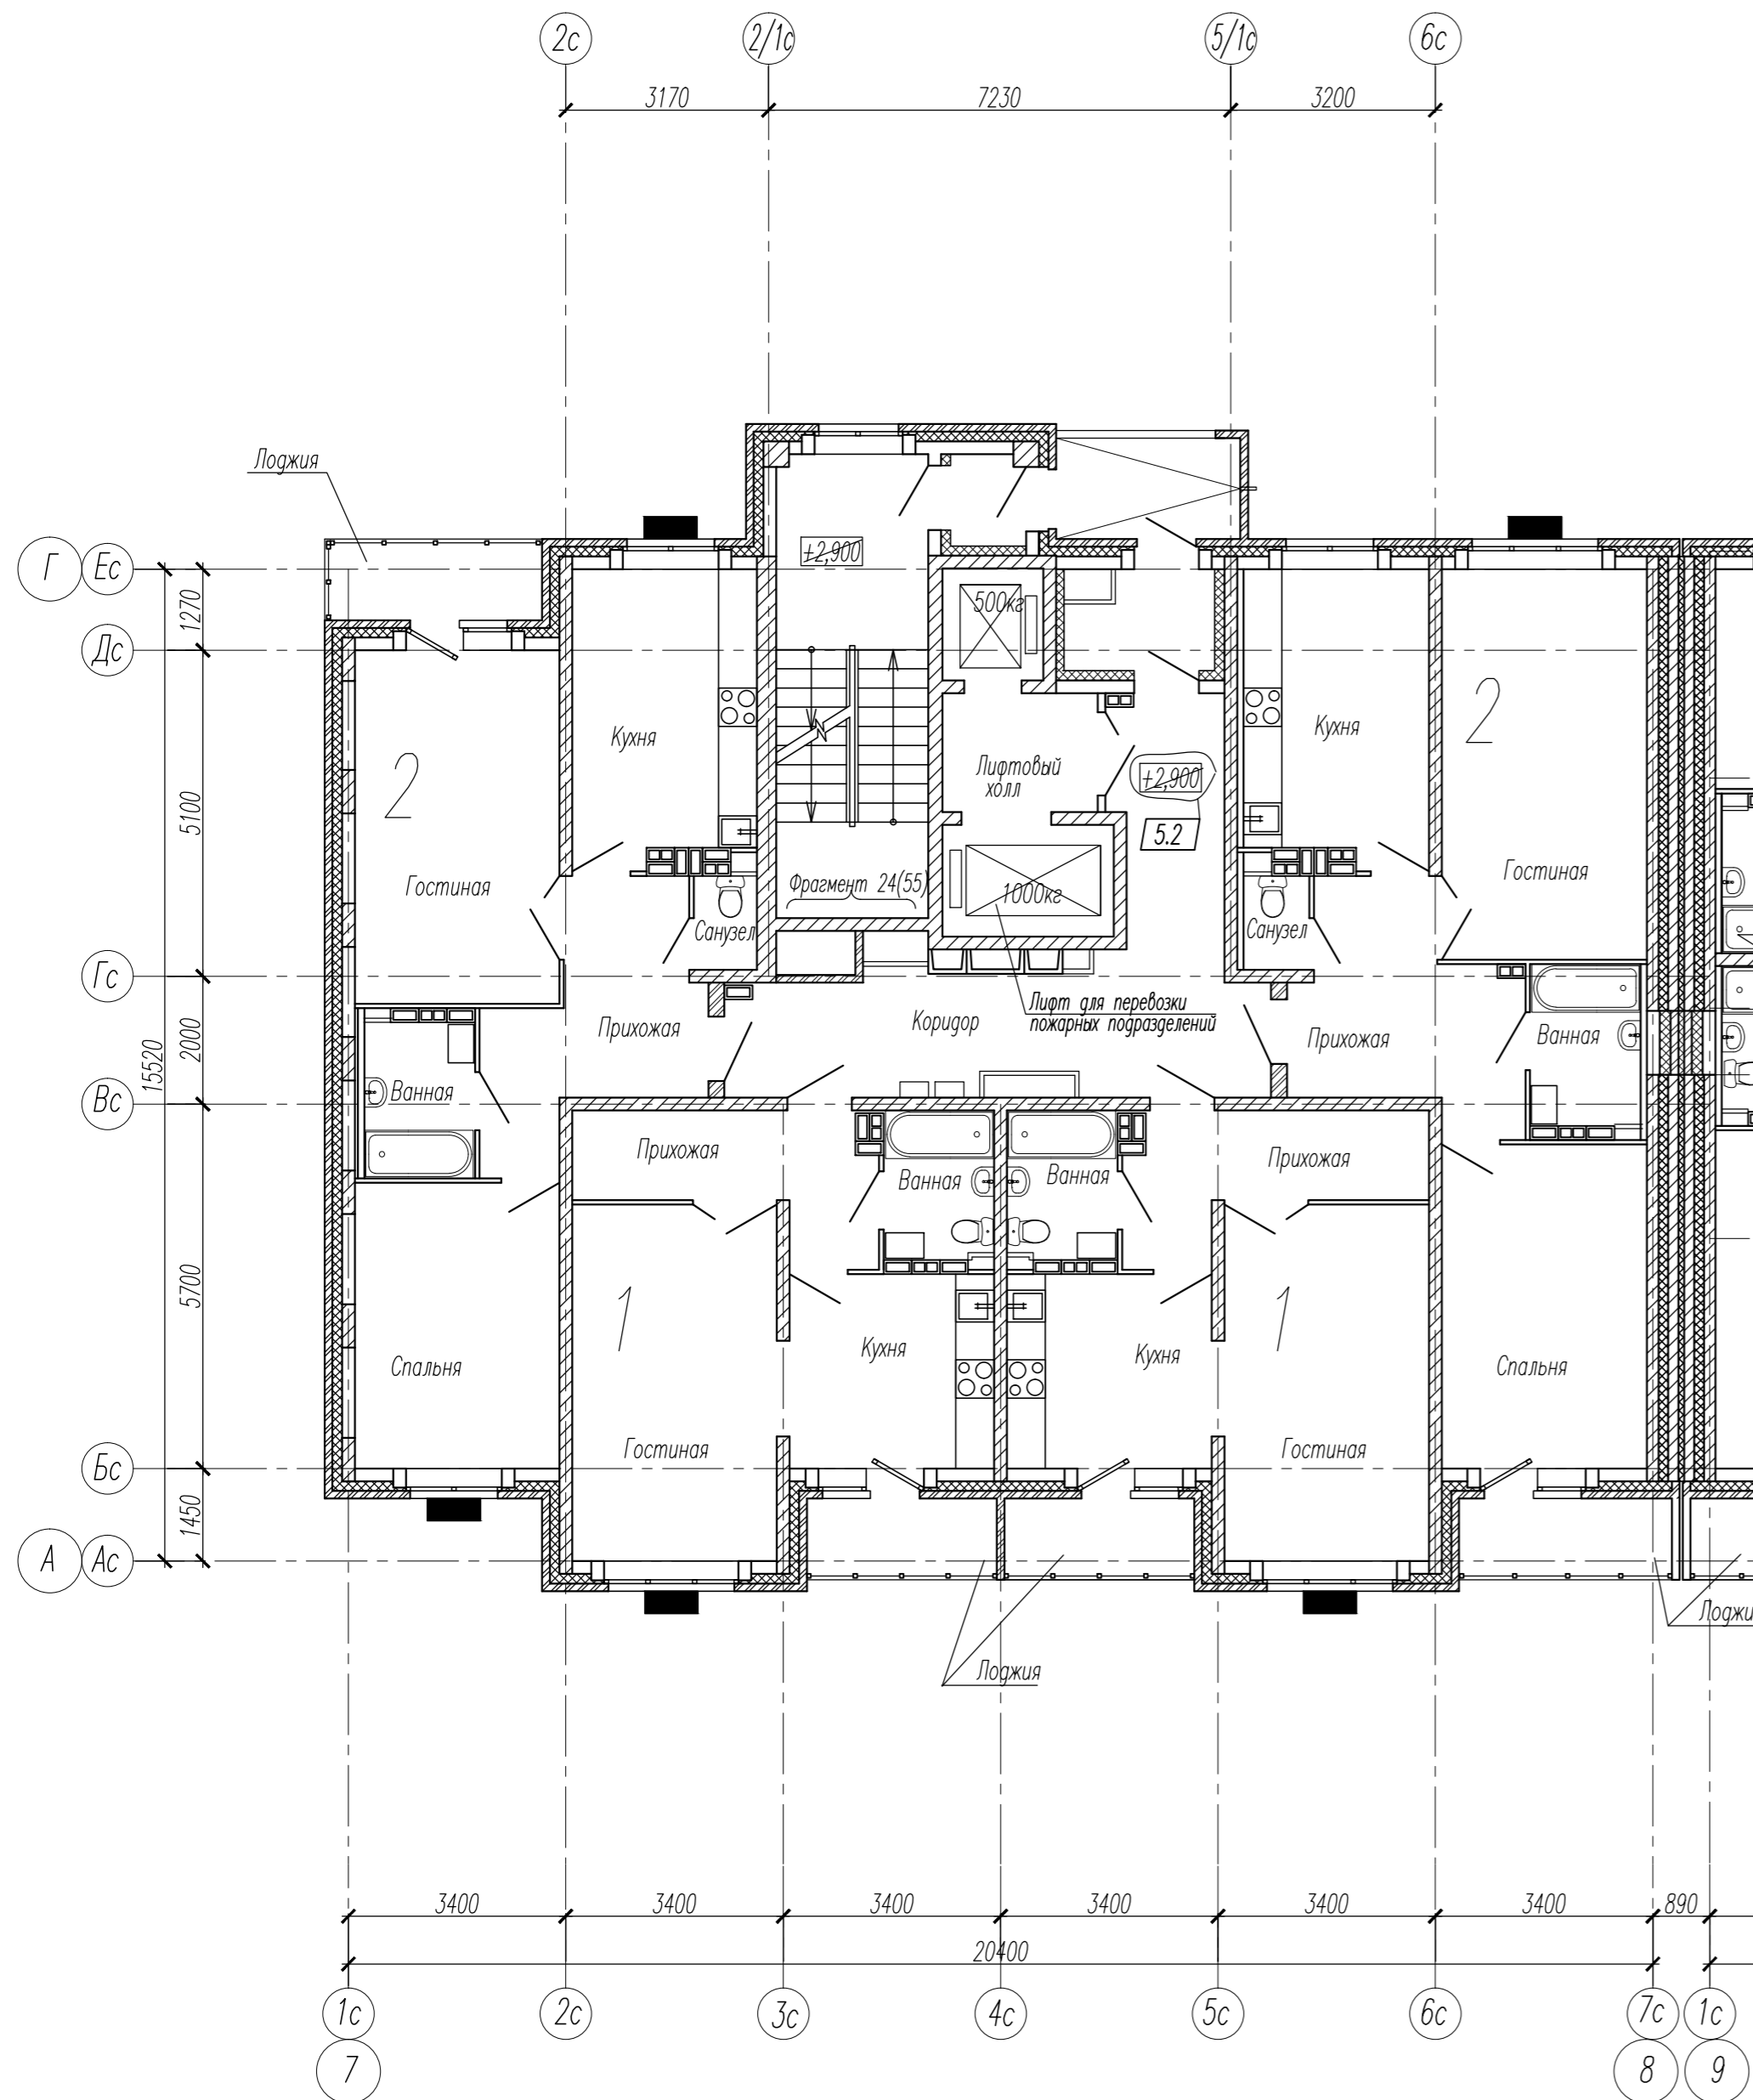 2с 2/1с 5/1с 6с
3170 7230 3200
Лоджия
±2,900
Г Ес
500кг
1270
Дс
Кухня
2
Лифтовый
холл
±2,900
Кухня
2
5100
5.2
Гостиная
Фрагмент 24(55)
1000кг
Гостиная
Санузел
Санузел
Гс
Прихожая
Коридор
Лифт для перевозки
пожарных подразделений
Прихожая
Ванная
2000
15520
Ванная
Вс
Прихожая
Ванная
Ванная
Прихожая
5700
1
1
Спальня
Кухня
Кухня
Спальня
Гостиная
Гостиная
Бс
1450
А Ас
Лоджи
Лоджия
3400 3400 3400 3400 3400 3400 890
20400
1с 2с 3с 4с 5с 6с 7с 1с
7 8 9